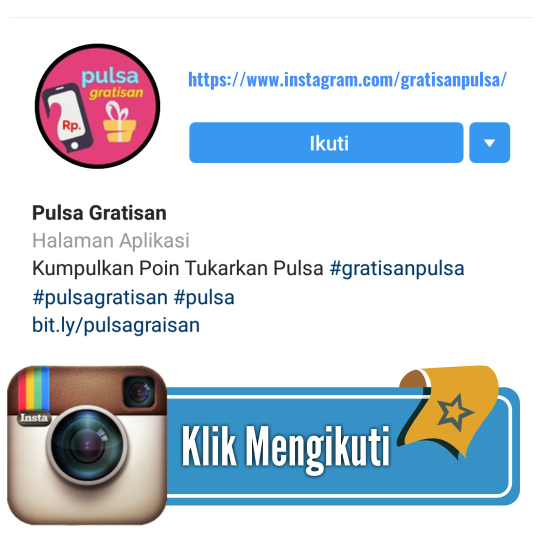 pulsa
gratisan
Rp.
https://www.instagram.com/gratisanpulsa/
Ikuti
Pulsa Gratisan
Halaman Aplikasi
Kumpulkan Poin Tukarkan Pulsa #gratisanpulsa
#pulsagratisan #pulsa
bit.ly/pulsagraisan
Insta
Klik Mengikuti